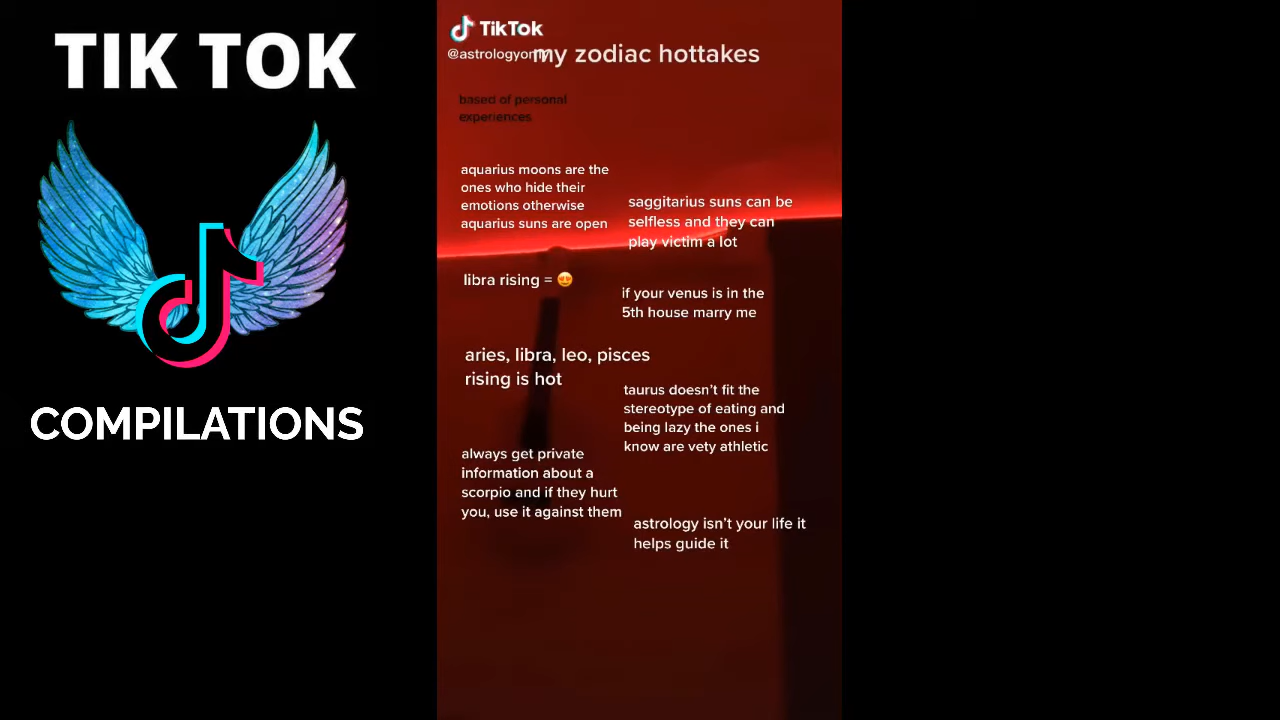 TIK TOK
COMPILATIONS
TikTok
my zodiac hottakes
based of personal
experiences
aquarius moons are the
ones who hide their
emotions otherwise
aquarius suns are open
saggitarius suns can be
selfless and they can
play victim a lot
libra rising = 😍
if your venus is in the
5th house marry me
aries, libra, leo, pisces
rising is hot
taurus doesn't fit the
stereotype of eating and
being lazy the ones i
know are vety athletic
always get private
information about a
scorpio and if they hurt
you, use it against them
astrology isn't your life it
helps guide it